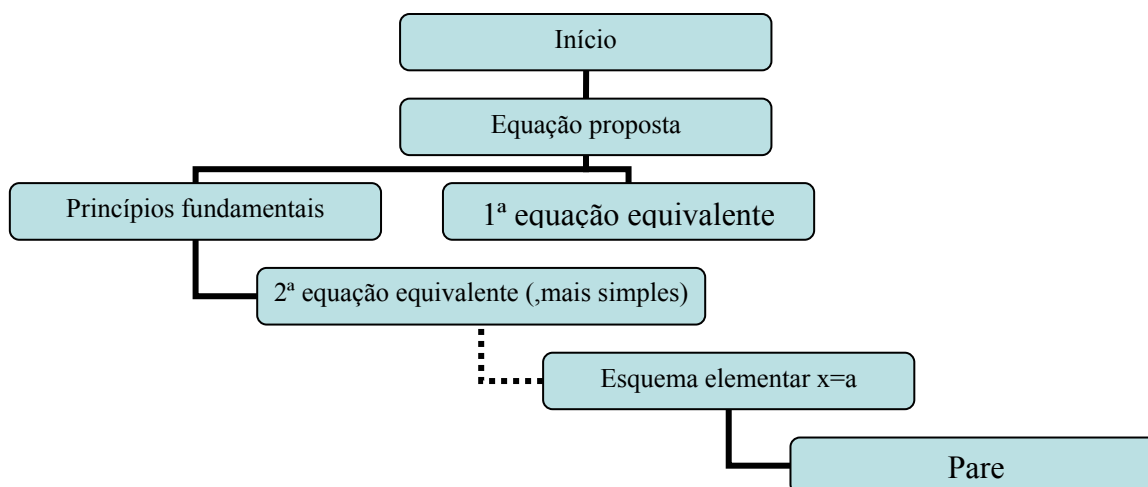 Início
Equação proposta
Princípios fundamentais
1ª equação equivalente
2ª equação equivalente (,mais simples)
Esquema elementar x=a
Pare